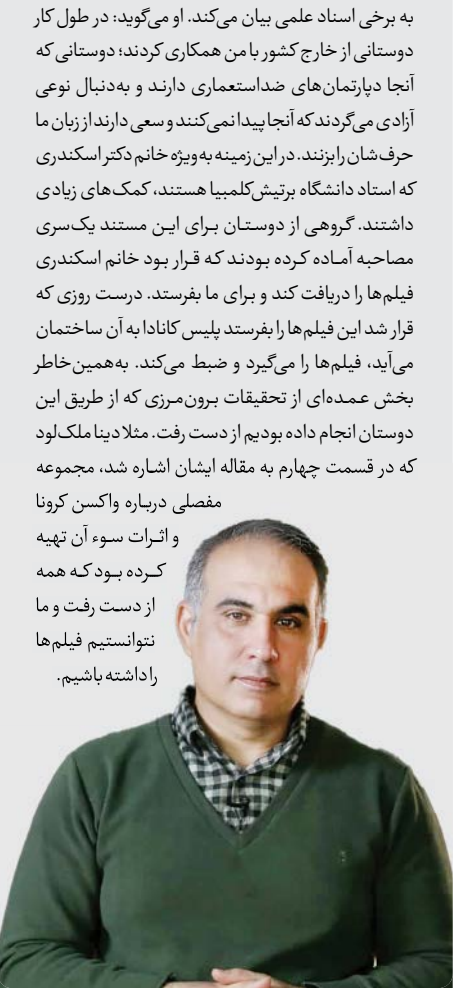 به برخی اسناد علمی بیان می‌کند. او می‌گوید: در طول کار
دوستانی از خارج کشور با من همکاری کردند؛ دوستانی که
آنجا دپارتمان‌های ضداستعماری دارند و به‌دنبال نوعی
آزادی می‌گردند که آنجا پیدا نمی‌کنند و سعی دارند از زبان ما
حرف‌شان را بزنند. در این زمینه به‌ویژه خانم دکتر اسکندری
که استاد دانشگاه برتیش‌کلمبیا هستند، کمک‌های زیادی
داشتند. گروهی از دوستان برای این مستند یک‌سری
مصاحبه آماده کرده بودند که قرار بود خانم اسکندری
فیلم‌ها را دریافت کند و برای ما بفرستد. درست روزی که
قرار شد این فیلم‌ها را بفرستد پلیس کانادا به آن ساختمان
می‌آید، فیلم‌ها را می‌گیرد و ضبط می‌کند. به‌همین‌خاطر
بخش عمده‌ای از تحقیقات برون‌مرزی که از طریق این
دوستان انجام داده بودیم از دست رفت. مثلا دینا ملک‌لود
که در قسمت چهارم به مقاله ایشان اشاره شد، مجموعه
مفصلی درباره واکسن کرونا
و اثرات سوء آن تهیه
کرده بود که همه
از دست رفت و ما
نتوانستیم فیلم‌ها
را داشته باشیم.